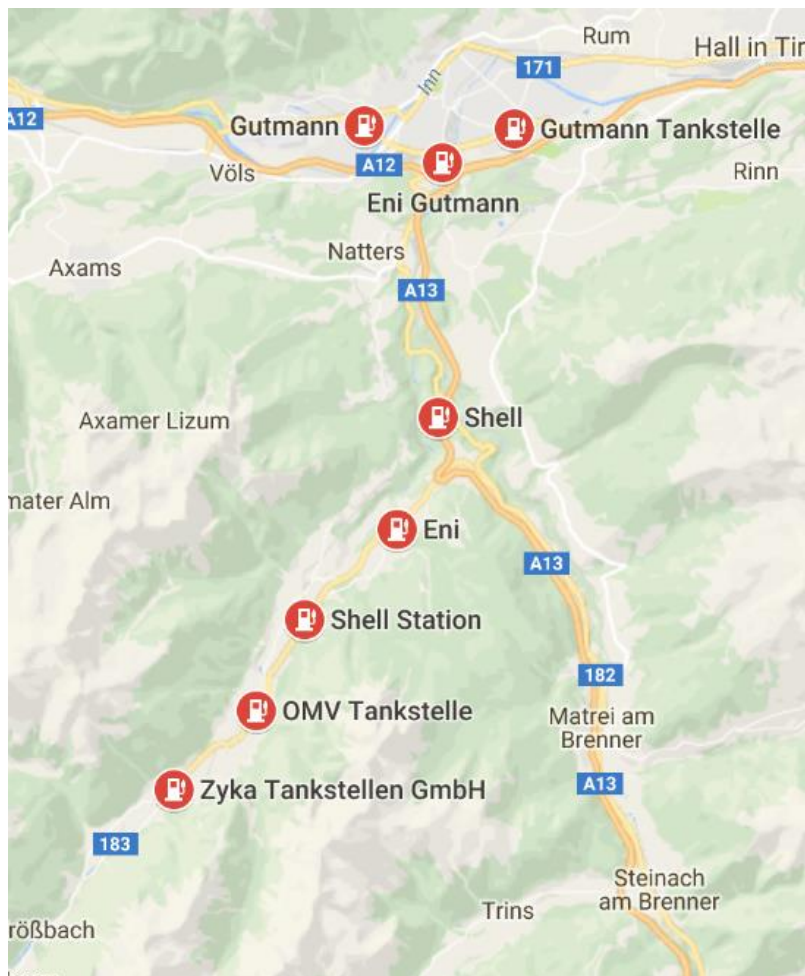 Rum
Hall in Tir
171
Inn
A12
Gutmann
Gutmann Tankstelle
A12
Völs
Rinn
Eni Gutmann
Natters
Axams
A13
Axamer Lizum
Shell
mater Alm
Eni
A13
Shell Station
182
OMV Tankstelle
Matrei am
Brenner
Zyka Tankstellen GmbH
A13
183
Steinach
am Brenner
Trins
rößbach